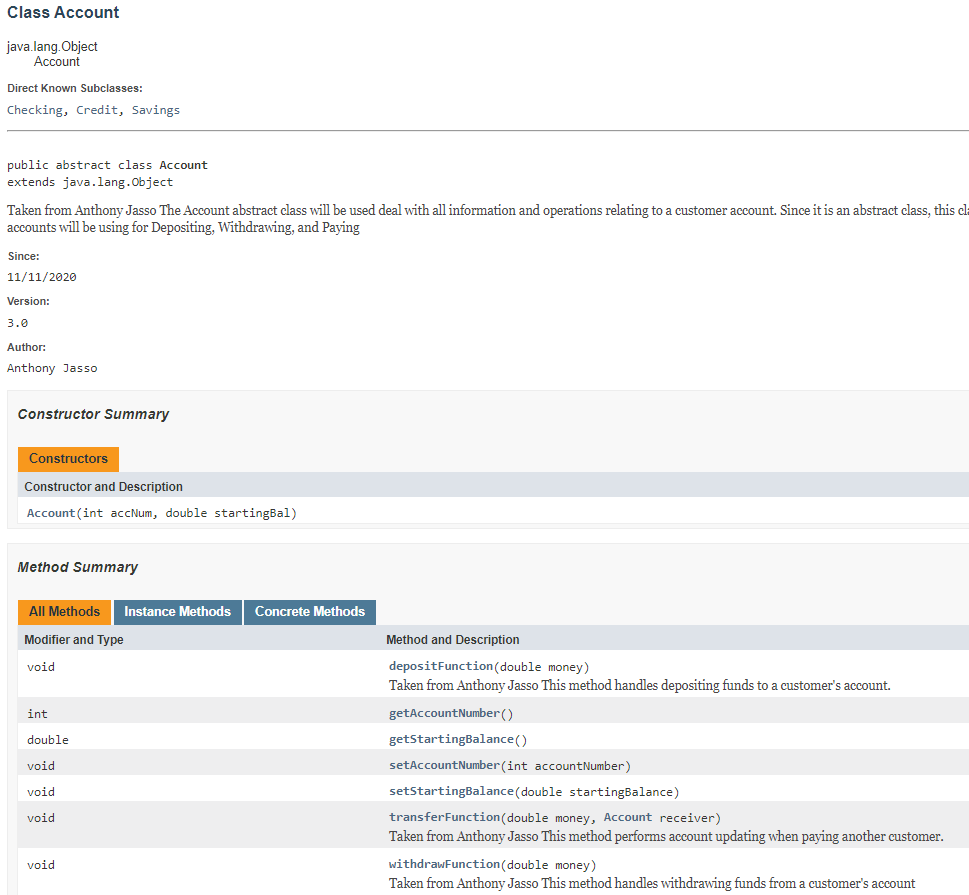 Class Account
java.lang.Object
Account
Direct Known Subclasses:
Checking, Credit, Savings
public abstract class Account
extends java.lang.Object
Taken from Anthony Jasso The Account abstract class will be used deal with all information and operations relating to a customer account. Since it is an abstract class, this
accounts will be using for Depositing, Withdrawing, and Paying
Since:
11/11/2020
Version:
3.0
Author:
Anthony Jasso
Constructor Summary
Constructors
Constructor and Description
Account(int accNum, double startingBal)
Method Summary
All Methods Instance Methods Concrete Methods
Modifier and Type Method and Description
void depositFunction(double money)
Taken from Anthony Jasso This method handles depositing funds to a customer's account.
int getAccountNumber()
double getStartingBalance()
void setAccountNumber(int accountNumber)
void setStartingBalance(double startingBalance)
void transferFunction(double money, Account receiver)
Taken from Anthony Jasso This method performs account updating when paying another customer.
void withdrawFunction(double money)
Taken from Anthony Jasso This method handles withdrawing funds from a customer's account